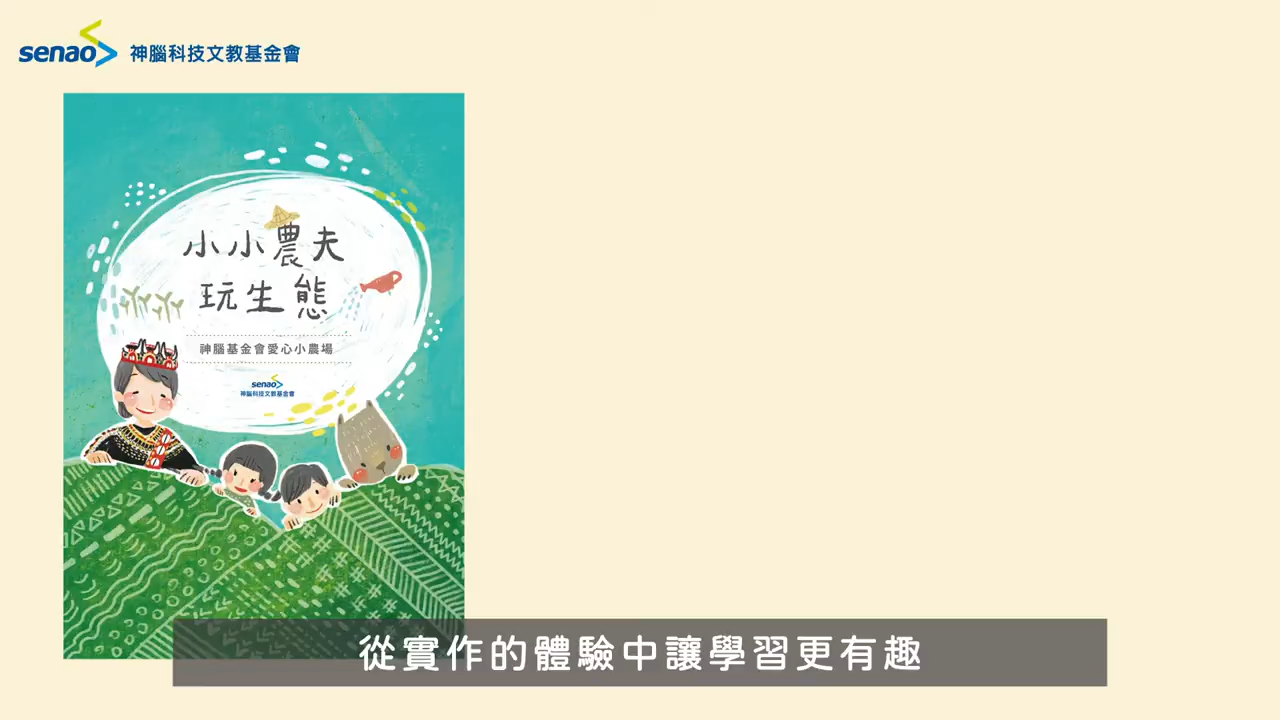 senao 神腦科技文教基金會
小小農夫
玩生態
神腦基金會愛心小農場
senao
神腦科技文教基金會
從實作的體驗中讓學習更有趣